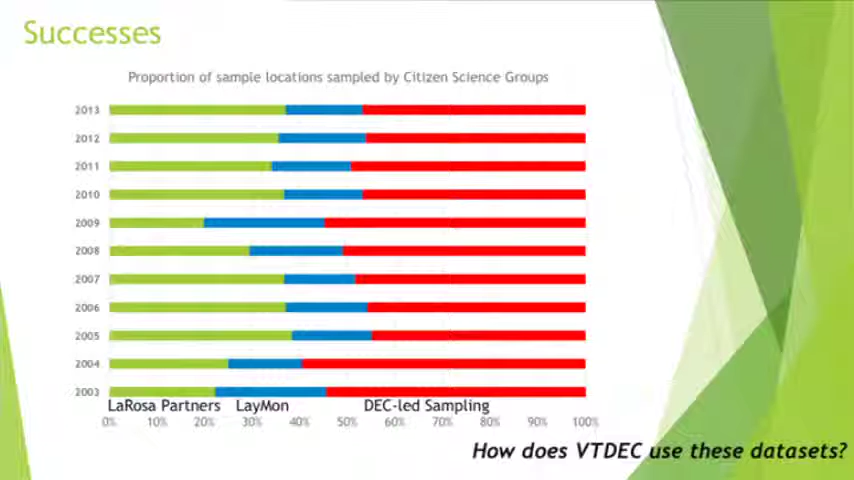 Successes
Proportion of sample locations sampled by Citizen Science Groups
2013
2012
2011
2010
2009
2008
2007
2006
2005
2004
2003
LaRosa Partners LayMon DEC-led Sampling
0% 10% 20% 30% 40% 50% 60% 70% 80% 90% 100%
How does VTDEC use these datasets?